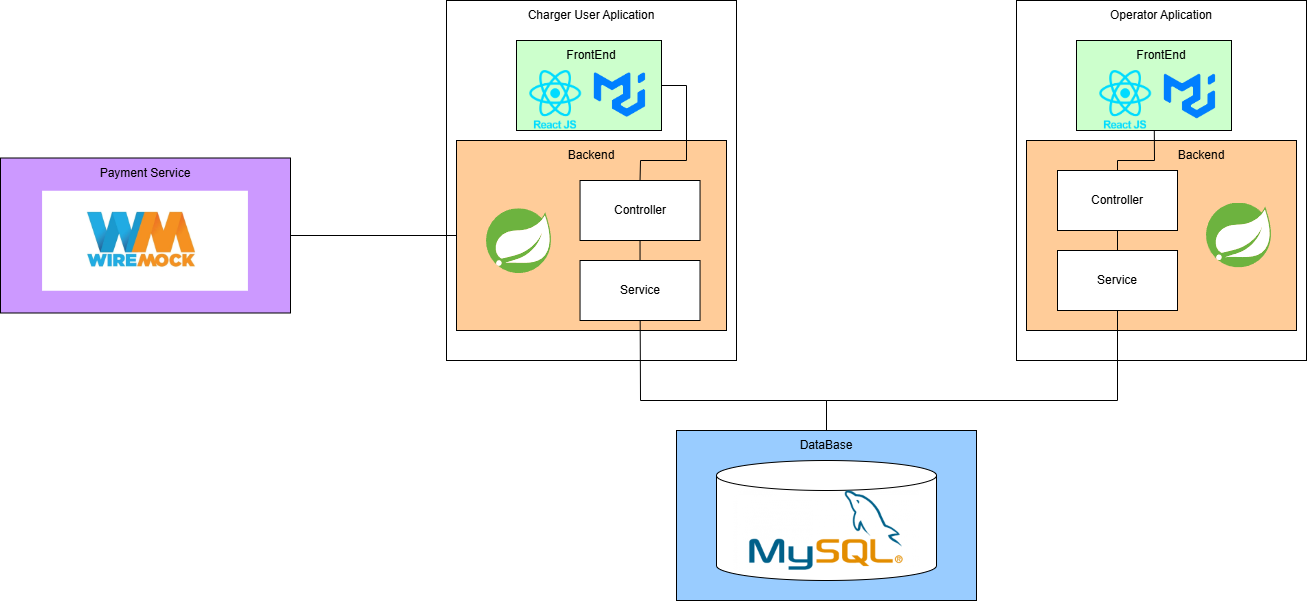 Charger User Aplication
FrontEnd
React JS
Backend
Controller
Service
Operator Aplication
FrontEnd
React JS
Backend
Controller
Service
Payment Service
WM
WIREMOCK
DataBase
MySQL®